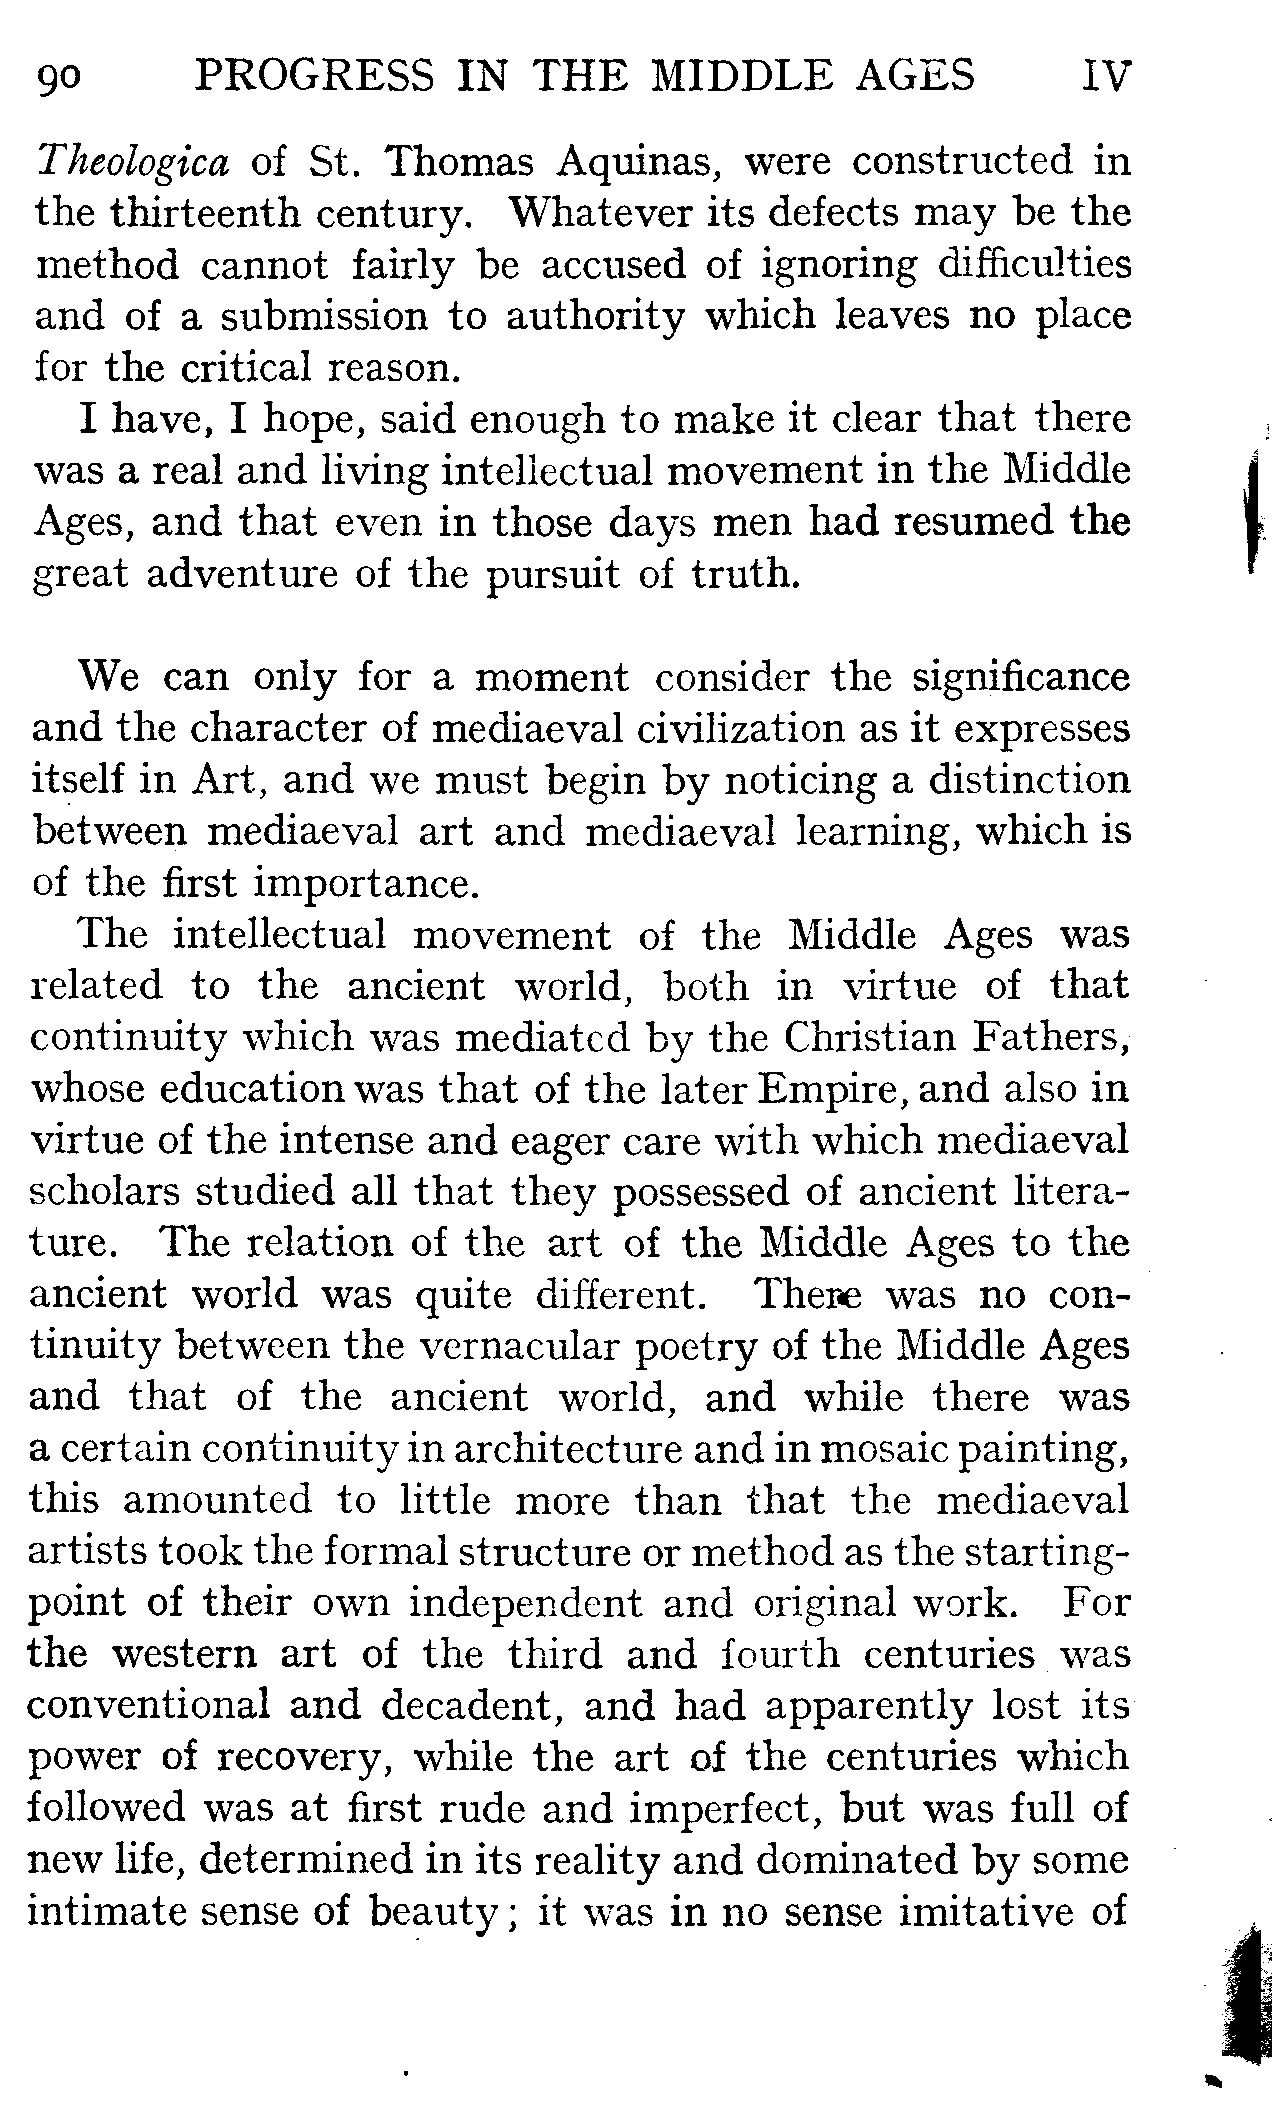 90 PROGRESS IN THE MIDDLE AGES IV
Theologica of St. Thomas Aquinas, were constructed in
the thirteenth century. Whatever its defects may be the
method cannot fairly be accused of ignoring difficulties
and of a submission to authority which leaves no place
for the critical reason.
I have, I hope, said enough to make it clear that there
was a real and living intellectual movement in the Middle
Ages, and that even in those days men had resumed the
great adventure of the pursuit of truth.
We can only for a moment consider the significance
and the character of mediaeval civilization as it expresses
itself in Art, and we must begin by noticing a distinction
between mediaeval art and mediaeval learning, which is
of the first importance.
The intellectual movement of the Middle Ages was
related to the ancient world, both in virtue of that
continuity which was mediated by the Christian Fathers,
whose education was that of the later Empire, and also in
virtue of the intense and eager care with which mediaeval
scholars studied all that they possessed of ancient litera-
ture. The relation of the art of the Middle Ages to the
ancient world was quite different. There was no con-
tinuity between the vernacular poetry of the Middle Ages
and that of the ancient world, and while there was
a certain continuity in architecture and in mosaic painting,
this amounted to little more than that the mediaeval
artists took the formal structure or method as the starting-
point of their own independent and original work. For
the western art of the third and fourth centuries was
conventional and decadent, and had apparently lost its
power of recovery, while the art of the centuries which
followed was at first rude and imperfect, but was full of
new life, determined in its reality and dominated by some
intimate sense of beauty; it was in no sense imitative of